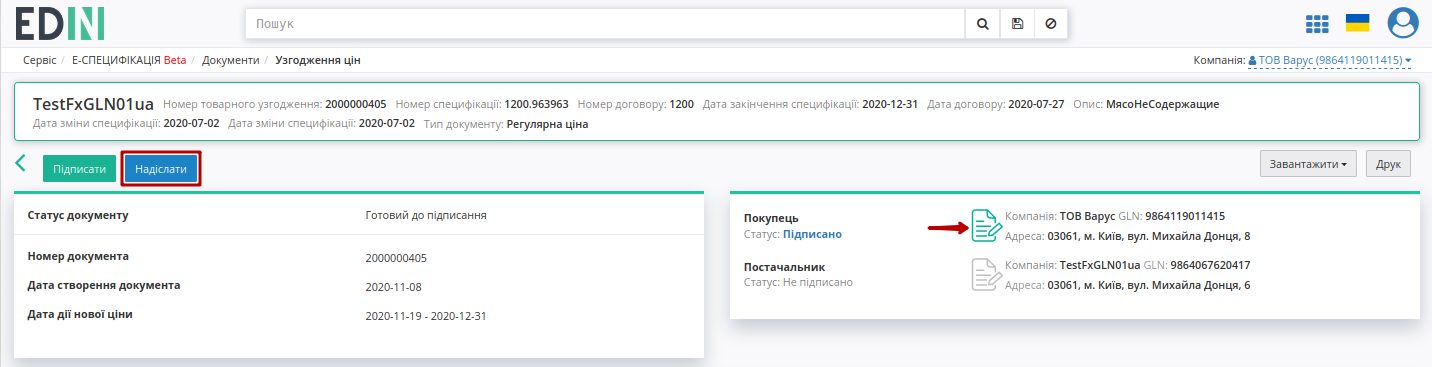 EDIN
Пошук
Сервіс / Е-СПЕЦИФІКАЦІЯ Beta / Документи / Узгодження цін
Компанія: ТОВ Варус (9864119011415)
TestFxGLN01ua Номер товарного узгодження: 2000000405 Номер специфікації: 1200.963963 Номер договору: 1200 Дата закінчення специфікації: 2020-12-31 Дата договору: 2020-07-27 Опис: МясоНеСодержащие
Дата зміни специфікації: 2020-07-02 Дата зміни специфікації: 2020-07-02 Тип документу: Регулярна ціна
Підписати Надіслати Завантажити Друк
Статус документу Готовий до підписання
Номер документа 2000000405
Дата створення документа 2020-11-08
Дата дії нової ціни 2020-11-19 - 2020-12-31
Покупець
Статус: Підписано
Компанія: ТОВ Варус GLN: 9864119011415
Адреса: 03061, м. Київ, вул. Михайла Донця, 8
Постачальник
Статус: Не підписано
Компанія: TestFxGLN01ua GLN: 9864067620417
Адреса: 03061, м. Київ, вул. Михайла Донця, 6